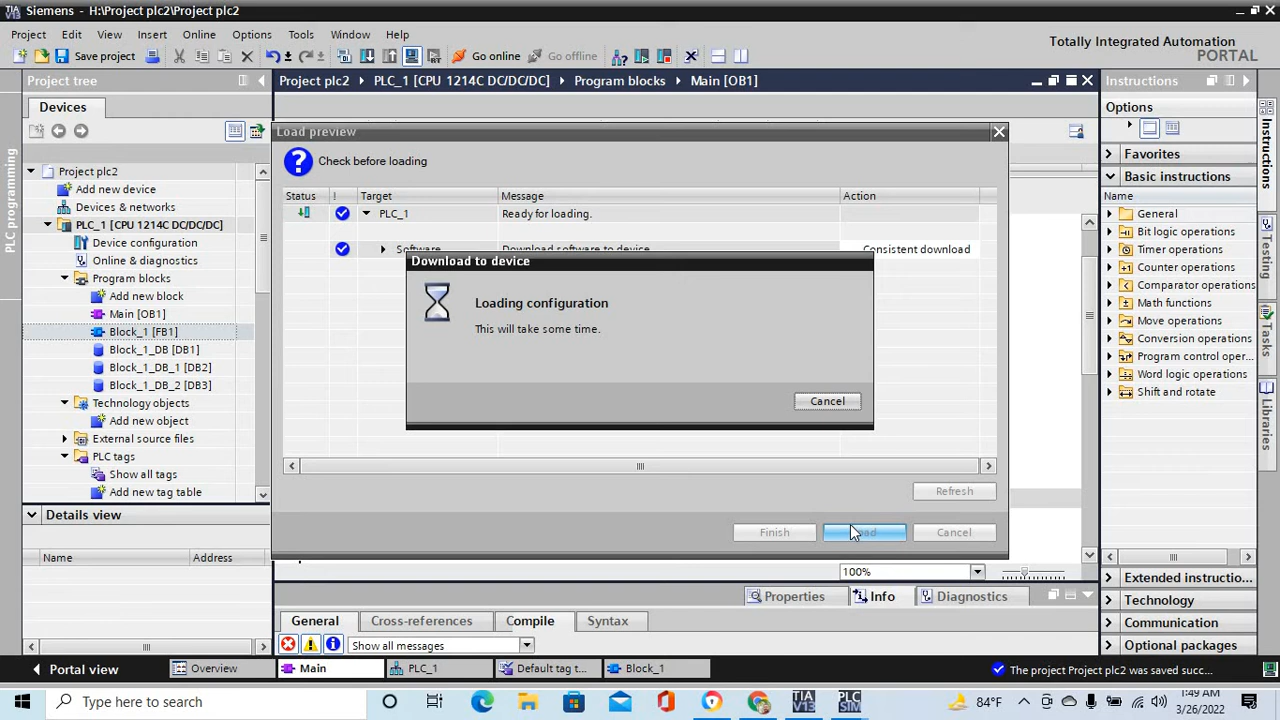 Siemens - H:\Project plc2\Project plc2
Project Edit View Insert Online Options Tools Window Help
Totally Integrated Automation
PORTAL
Save project Go online Go offline
Project tree
Project plc2 PLC_1 [CPU 1214C DC/DC/DC] Program blocks Main [OB1]
Instructions
Devices
Options
Load preview
Check before loading
Favorites
Basic instructions
Name
Status ! Target Message Action
PLC_1 Ready for loading.
Software Download software to device Consistent download
Download to device
Loading configuration
This will take some time.
Cancel
Refresh
Finish Cancel
Project plc2
Add new device
Devices & networks
PLC_1 [CPU 1214C DC/DC/DC]
Device configuration
Online & diagnostics
Program blocks
Add new block
Main [OB1]
Block_1 [FB1]
Block_1_DB [DB1]
Block_1_DB_1 [DB2]
Block_1_DB_2 [DB3]
Technology objects
Add new object
External source files
PLC tags
Show all tags
Add new tag table
General
Bit logic operations
Timer operations
Counter operations
Comparator operations
Math functions
Move operations
Conversion operations
Program control oper...
Word logic operations
Shift and rotate
Extended instructio...
Technology
Communication
Optional packages
PLC programming
Instructions
Testing
Tasks
Libraries
Details view
Name Address
100%
Properties Info Diagnostics
General Cross-references Compile Syntax
Show all messages
Portal view Overview Main PLC_1 Default tag t... Block_1
The project Project plc2 was saved succ...
Type here to search
TIA V13
PLC SIM
84°F
1:49 AM
3/26/2022